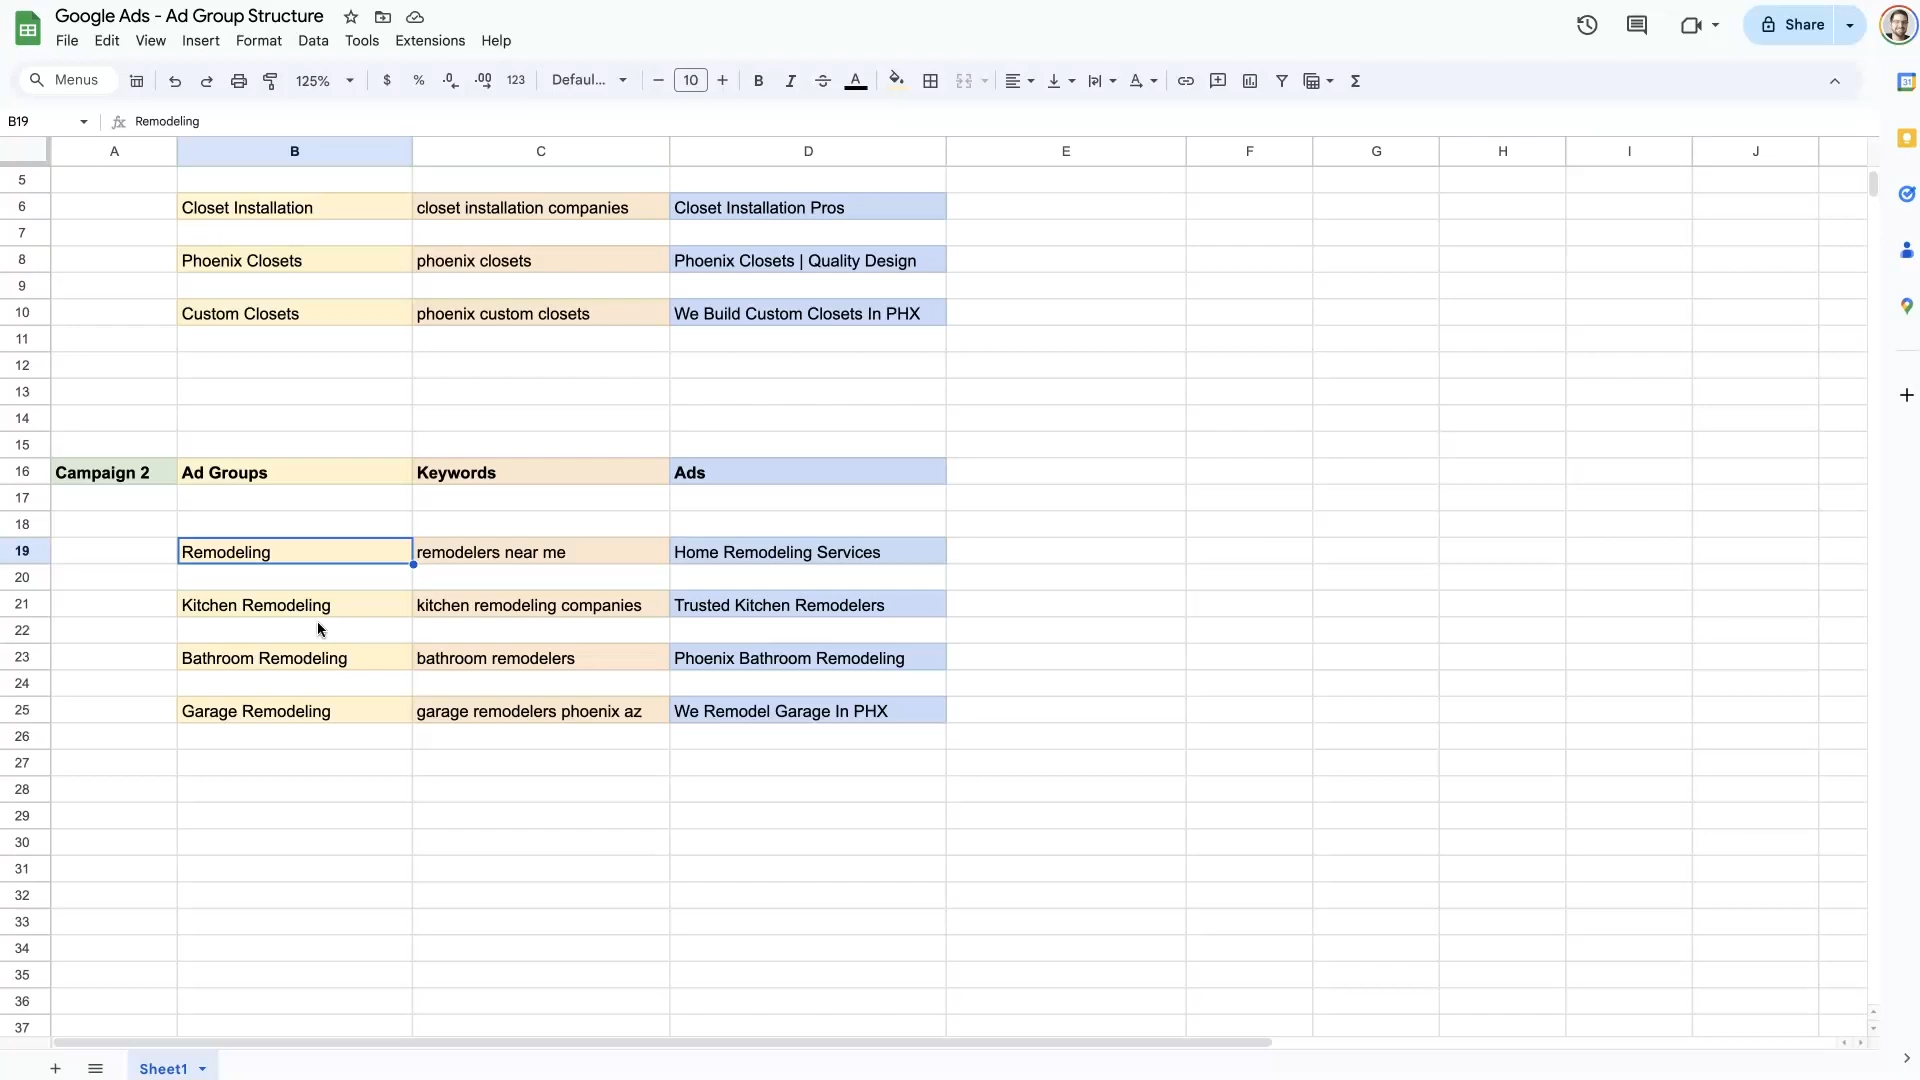 Google Ads - Ad Group Structure
File Edit View Insert Format Data Tools Extensions Help
Share
Menus 125% $ % .0 .00 123 Defaul... 10 B I A
B19 fx Remodeling
A B C D E F G H I J
5
6 Closet Installation closet installation companies Closet Installation Pros
7
8 Phoenix Closets phoenix closets Phoenix Closets | Quality Design
9
10 Custom Closets phoenix custom closets We Build Custom Closets In PHX
11
12
13
14
15
16 Campaign 2 Ad Groups Keywords Ads
17
18
19 Remodeling remodelers near me Home Remodeling Services
20
21 Kitchen Remodeling kitchen remodeling companies Trusted Kitchen Remodelers
22
23 Bathroom Remodeling bathroom remodelers Phoenix Bathroom Remodeling
24
25 Garage Remodeling garage remodelers phoenix az We Remodel Garage In PHX
26
27
28
29
30
31
32
33
34
35
36
37
Sheet1